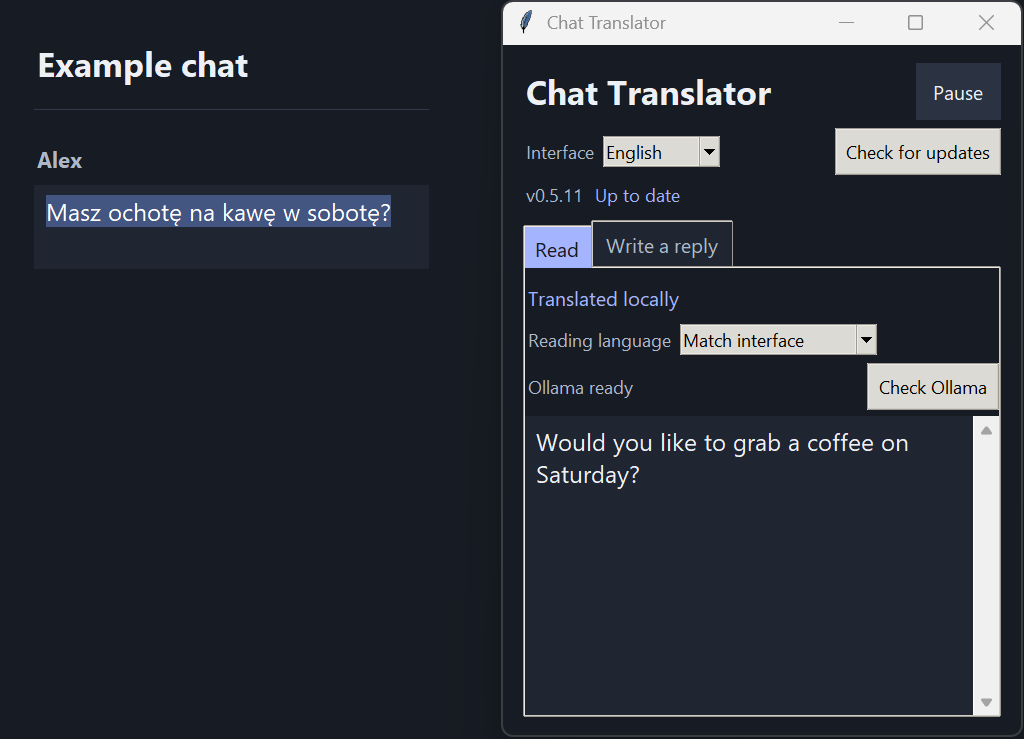 Example chat
Alex
Masz ochotę na kawę w sobotę?
Chat Translator
Chat Translator
Pause
Interface English
Check for updates
v0.5.11 Up to date
Read
Write a reply
Translated locally
Reading language Match interface
Ollama ready
Check Ollama
Would you like to grab a coffee on
Saturday?